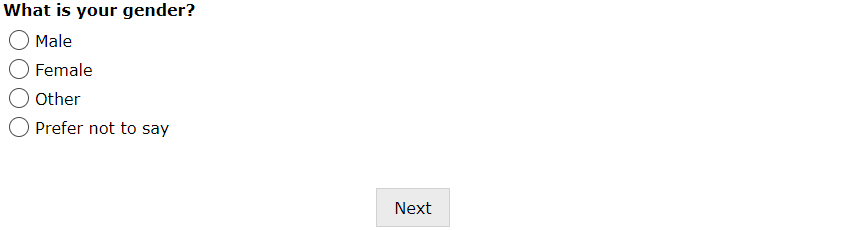 What is your gender?
Male
Female
Other
Prefer not to say
Next